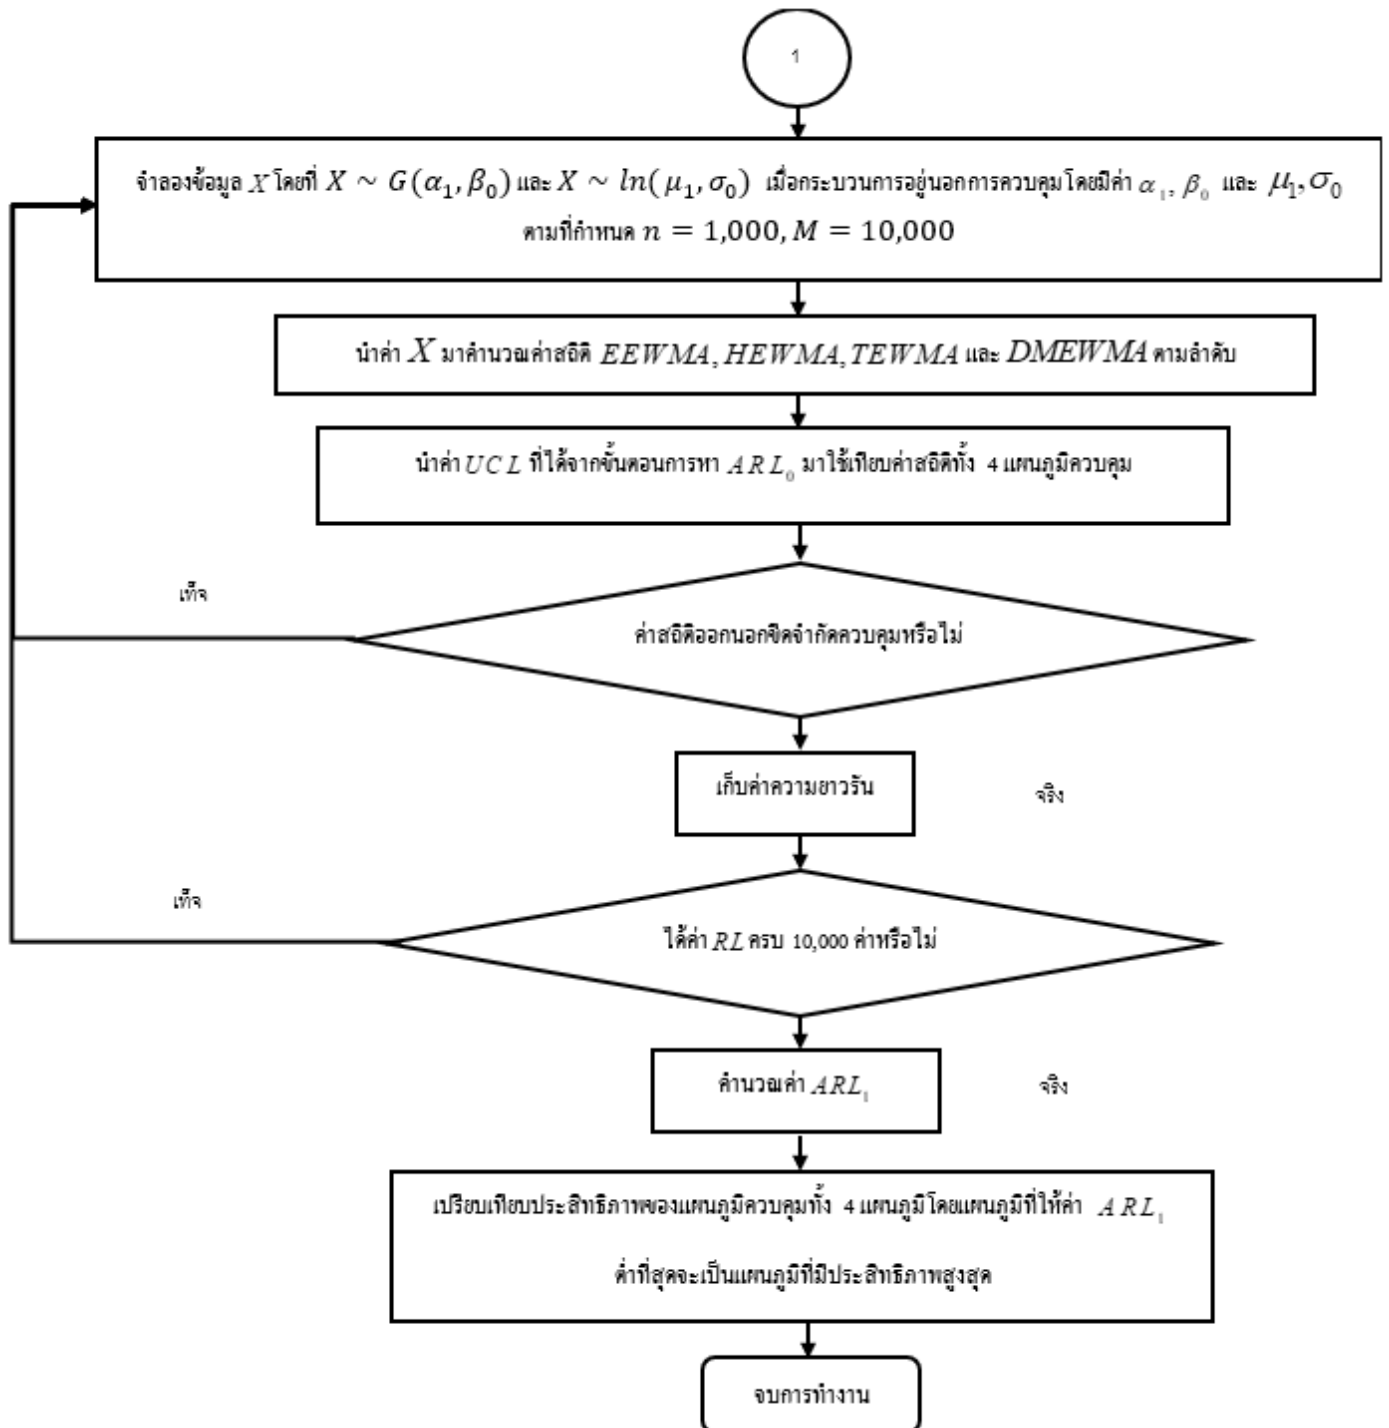 1
จำลองข้อมูล X โดยที่ X ~ G(α₁, β₀) และ X ~ ln(μ₁, σ₀) เมื่อกระบวนการอยู่นอกการควบคุมโดยมีค่า α₁, β₀ และ μ₁, σ₀
ตามที่กำหนด n = 1,000, M = 10,000
นำค่า X มาคำนวณค่าสถิติ EEWMA, HEWMA, TEWMA และ DMEWMA ตามลำดับ
นำค่า UCL ที่ได้จากขั้นตอนการหา ARL₀ มาใช้เทียบค่าสถิติทั้ง 4 แผนภูมิควบคุม
เท็จ
ค่าสถิติออกนอกขีดจำกัดควบคุมหรือไม่
เก็บค่าความยาวรัน
จริง
เท็จ
ได้ค่า RL ครบ 10,000 ค่าหรือไม่
คำนวณค่า ARL₁
จริง
เปรียบเทียบประสิทธิภาพของแผนภูมิควบคุมทั้ง 4 แผนภูมิโดยแผนภูมิที่ให้ค่า ARL₁
ต่ำที่สุดจะเป็นแผนภูมิที่มีประสิทธิภาพสูงสุด
จบการทำงาน